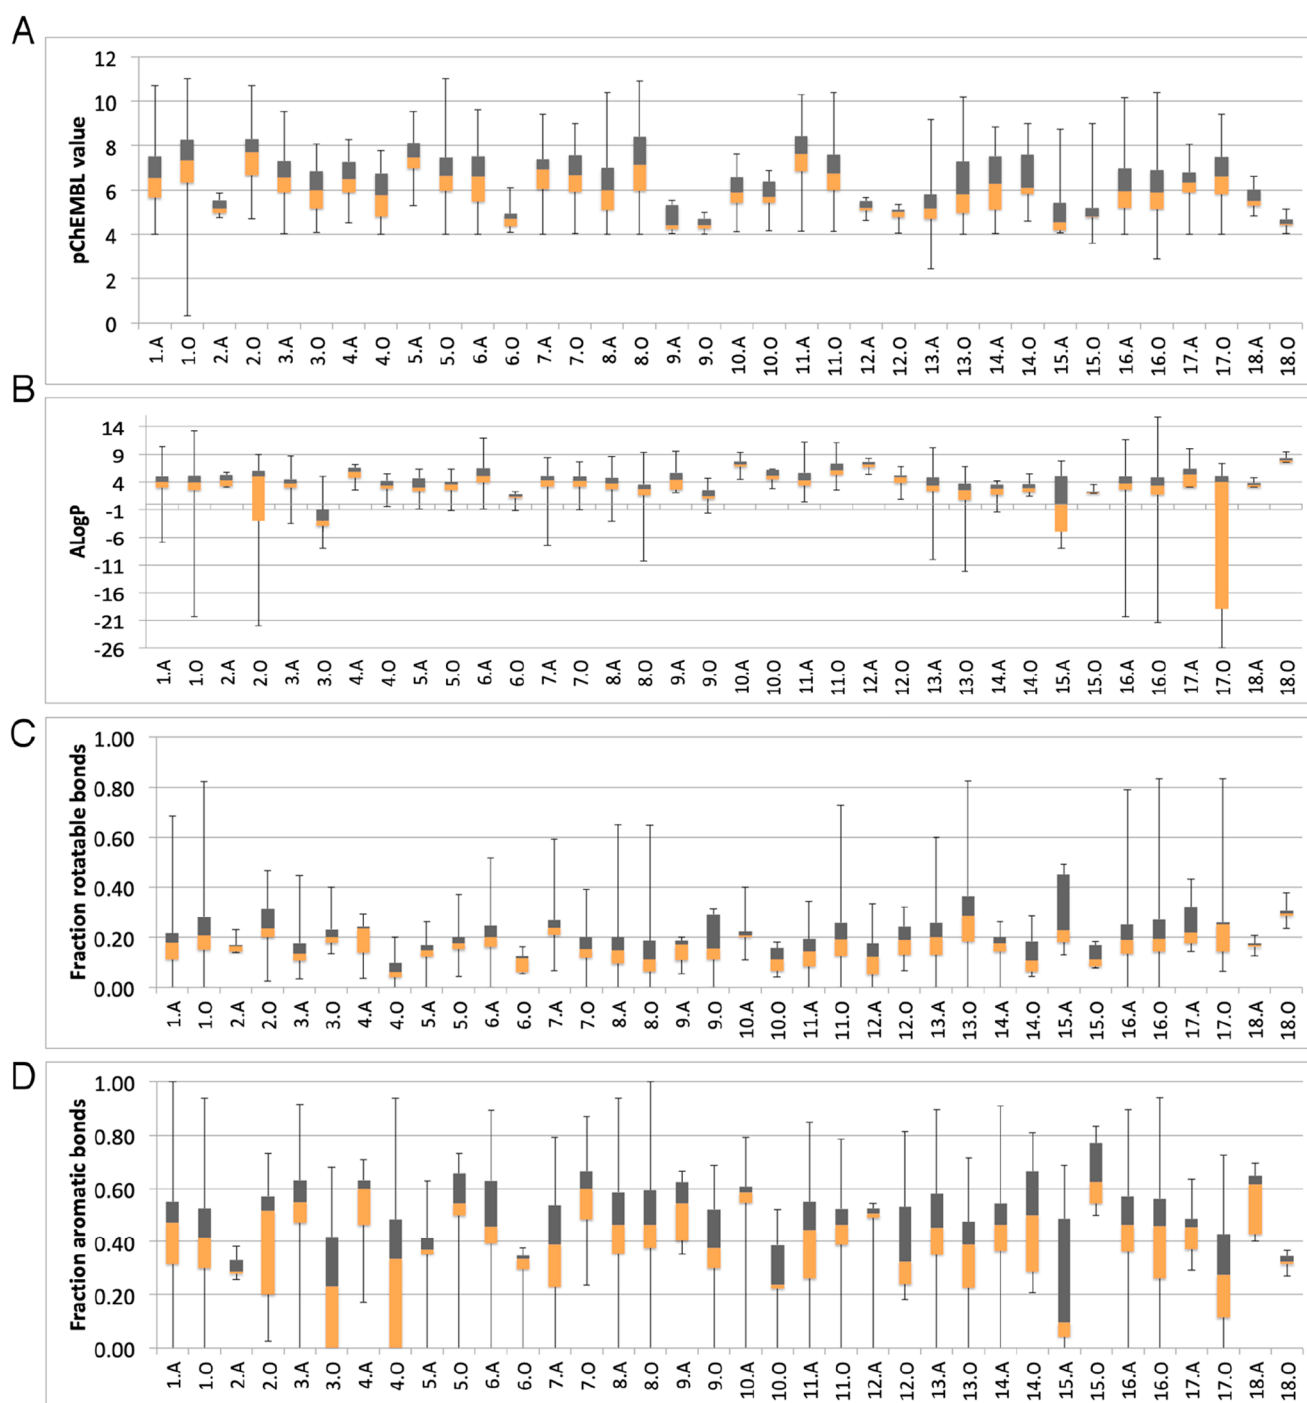 A
pChEMBL value
12
10
8
6
4
2
0
1.A 1.O 2.A 2.O 3.A 3.O 4.A 4.O 5.A 5.O 6.A 6.O 7.A 7.O 8.A 8.O 9.A 9.O 10.A 10.O 11.A 11.O 12.A 12.O 13.A 13.O 14.A 14.O 15.A 15.O 16.A 16.O 17.A 17.O 18.A 18.O
B
ALogP
14
9
4
-1
-6
-11
-16
-21
-26
1.A 1.O 2.A 2.O 3.A 3.O 4.A 4.O 5.A 5.O 6.A 6.O 7.A 7.O 8.A 8.O 9.A 9.O 10.A 10.O 11.A 11.O 12.A 12.O 13.A 13.O 14.A 14.O 15.A 15.O 16.A 16.O 17.A 17.O 18.A 18.O
C
Fraction rotatable bonds
1.00
0.80
0.60
0.40
0.20
0.00
1.A 1.O 2.A 2.O 3.A 3.O 4.A 4.O 5.A 5.O 6.A 6.O 7.A 7.O 8.A 8.O 9.A 9.O 10.A 10.O 11.A 11.O 12.A 12.O 13.A 13.O 14.A 14.O 15.A 15.O 16.A 16.O 17.A 17.O 18.A 18.O
D
Fraction aromatic bonds
1.00
0.80
0.60
0.40
0.20
0.00
1.A 1.O 2.A 2.O 3.A 3.O 4.A 4.O 5.A 5.O 6.A 6.O 7.A 7.O 8.A 8.O 9.A 9.O 10.A 10.O 11.A 11.O 12.A 12.O 13.A 13.O 14.A 14.O 15.A 15.O 16.A 16.O 17.A 17.O 18.A 18.O